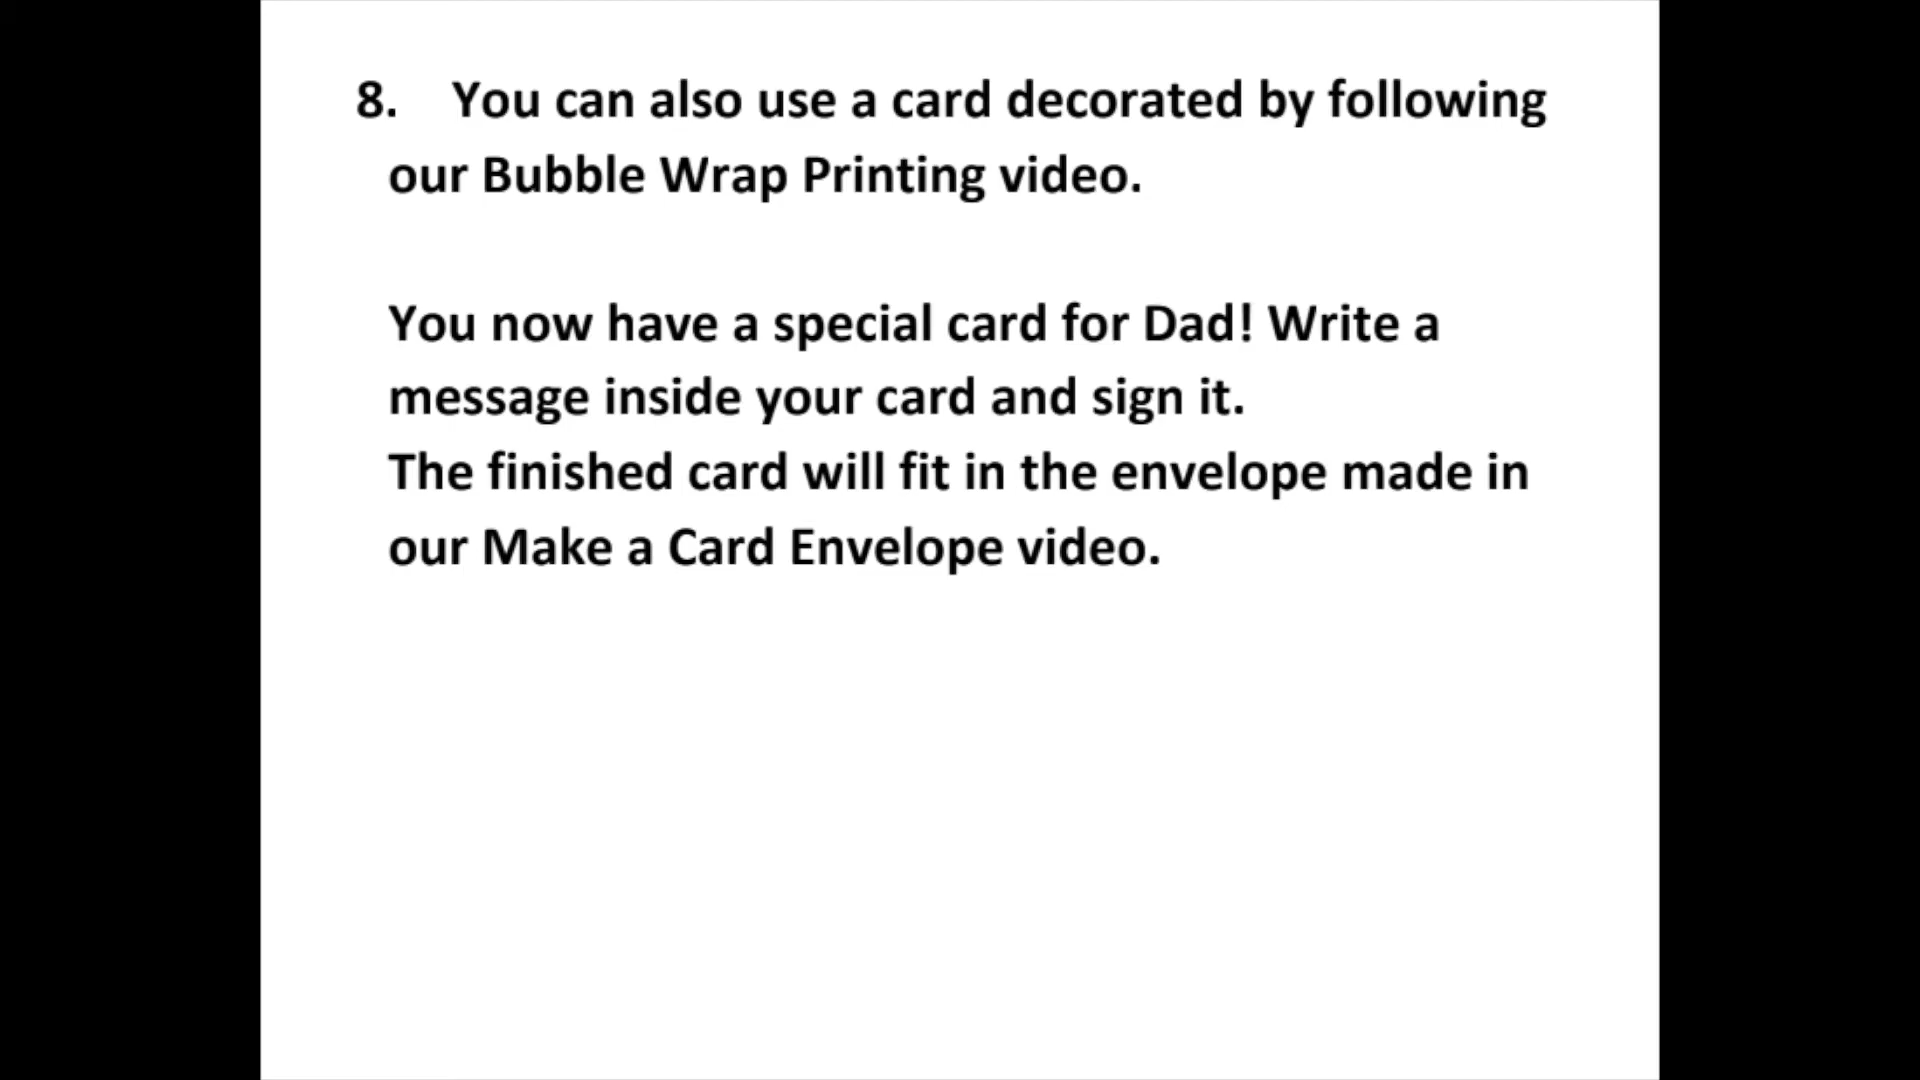 8. You can also use a card decorated by following
our Bubble Wrap Printing video.
You now have a special card for Dad! Write a
message inside your card and sign it.
The finished card will fit in the envelope made in
our Make a Card Envelope video.